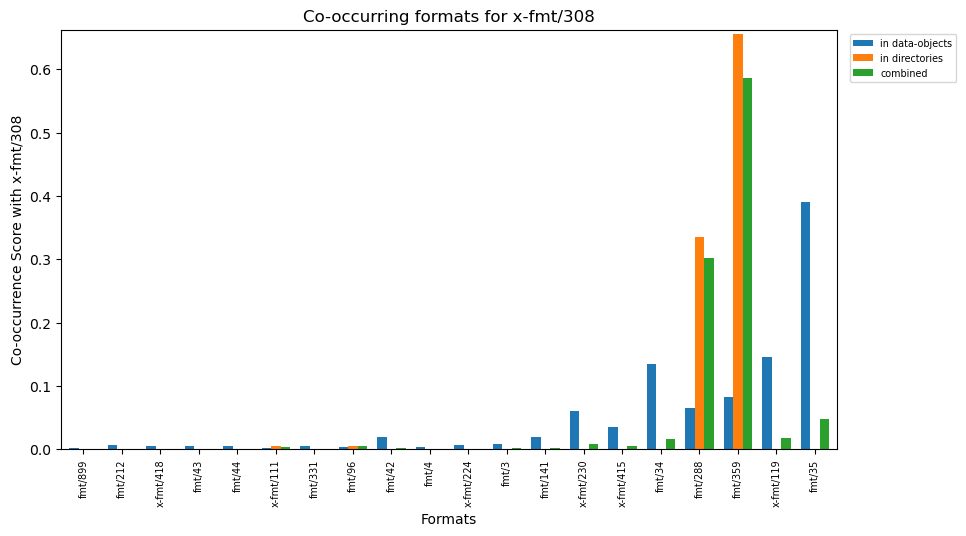 Co-occurring formats for x-fmt/308
in data-objects
in directories
combined
Co-occurrence Score with x-fmt/308
0.6
0.5
0.4
0.3
0.2
0.1
0.0
fmt/899
fmt/212
x-fmt/418
fmt/43
fmt/44
x-fmt/111
fmt/331
fmt/96
fmt/42
fmt/4
x-fmt/224
fmt/3
fmt/141
x-fmt/230
x-fmt/415
fmt/34
fmt/288
fmt/359
x-fmt/119
fmt/35
Formats